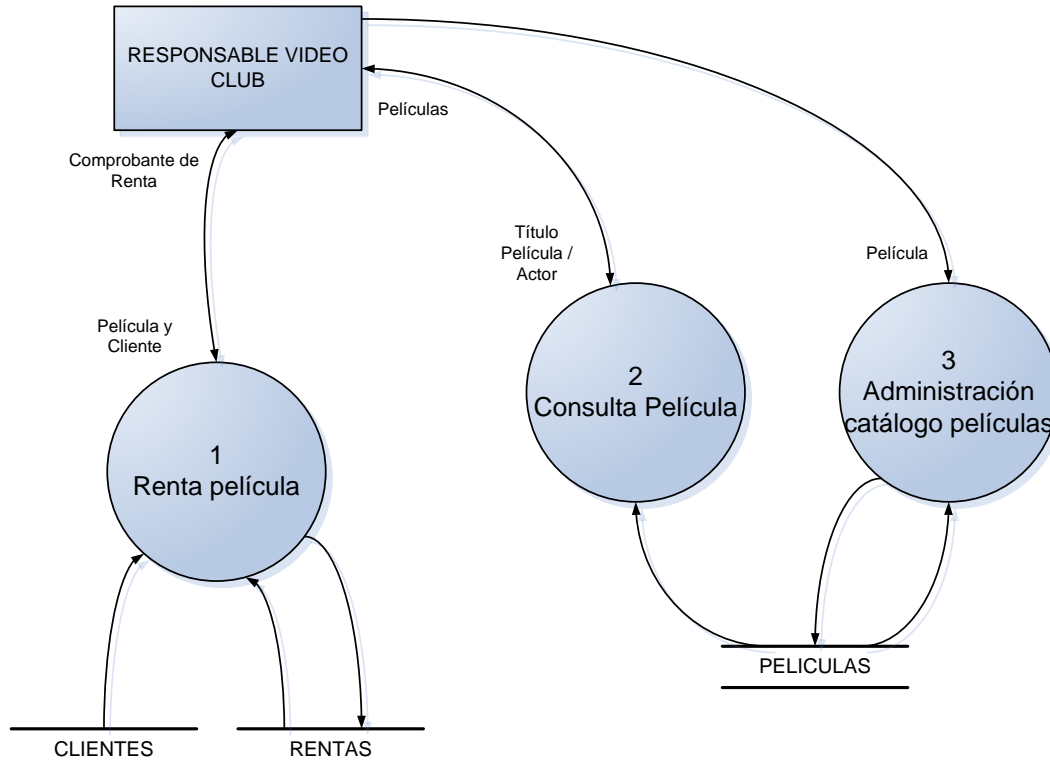 RESPONSABLE VIDEO
CLUB
Películas
Comprobante de
Renta
Título
Película /
Actor
Película
Película y
Cliente
1
Renta película
2
Consulta Película
3
Administración
catálogo películas
PELICULAS
CLIENTES
RENTAS